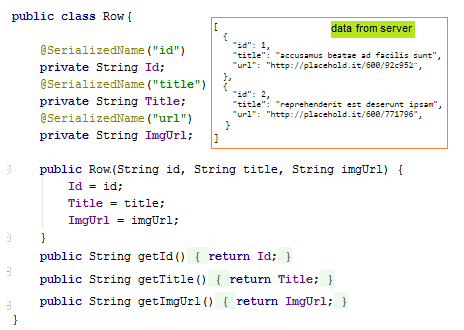 public class Row{
@SerializedName("id")
private String Id;
@SerializedName("title")
private String Title;
@SerializedName("url")
private String ImgUrl;
public Row(String id, String title, String imgUrl) {
Id = id;
Title = title;
ImgUrl = imgUrl;
}
public String getId() { return Id; }
public String getTitle() { return Title; }
public String getImgUrl() { return ImgUrl; }
}
data from server
[
{
"id": 1,
"title": "accusamus beatae ad facilis sunt",
"url": "http://placehold.it/600/92c952",
},
{
"id": 2,
"title": "reprehenderit est deserunt ipsam",
"url": "http://placehold.it/600/771796",
}
]